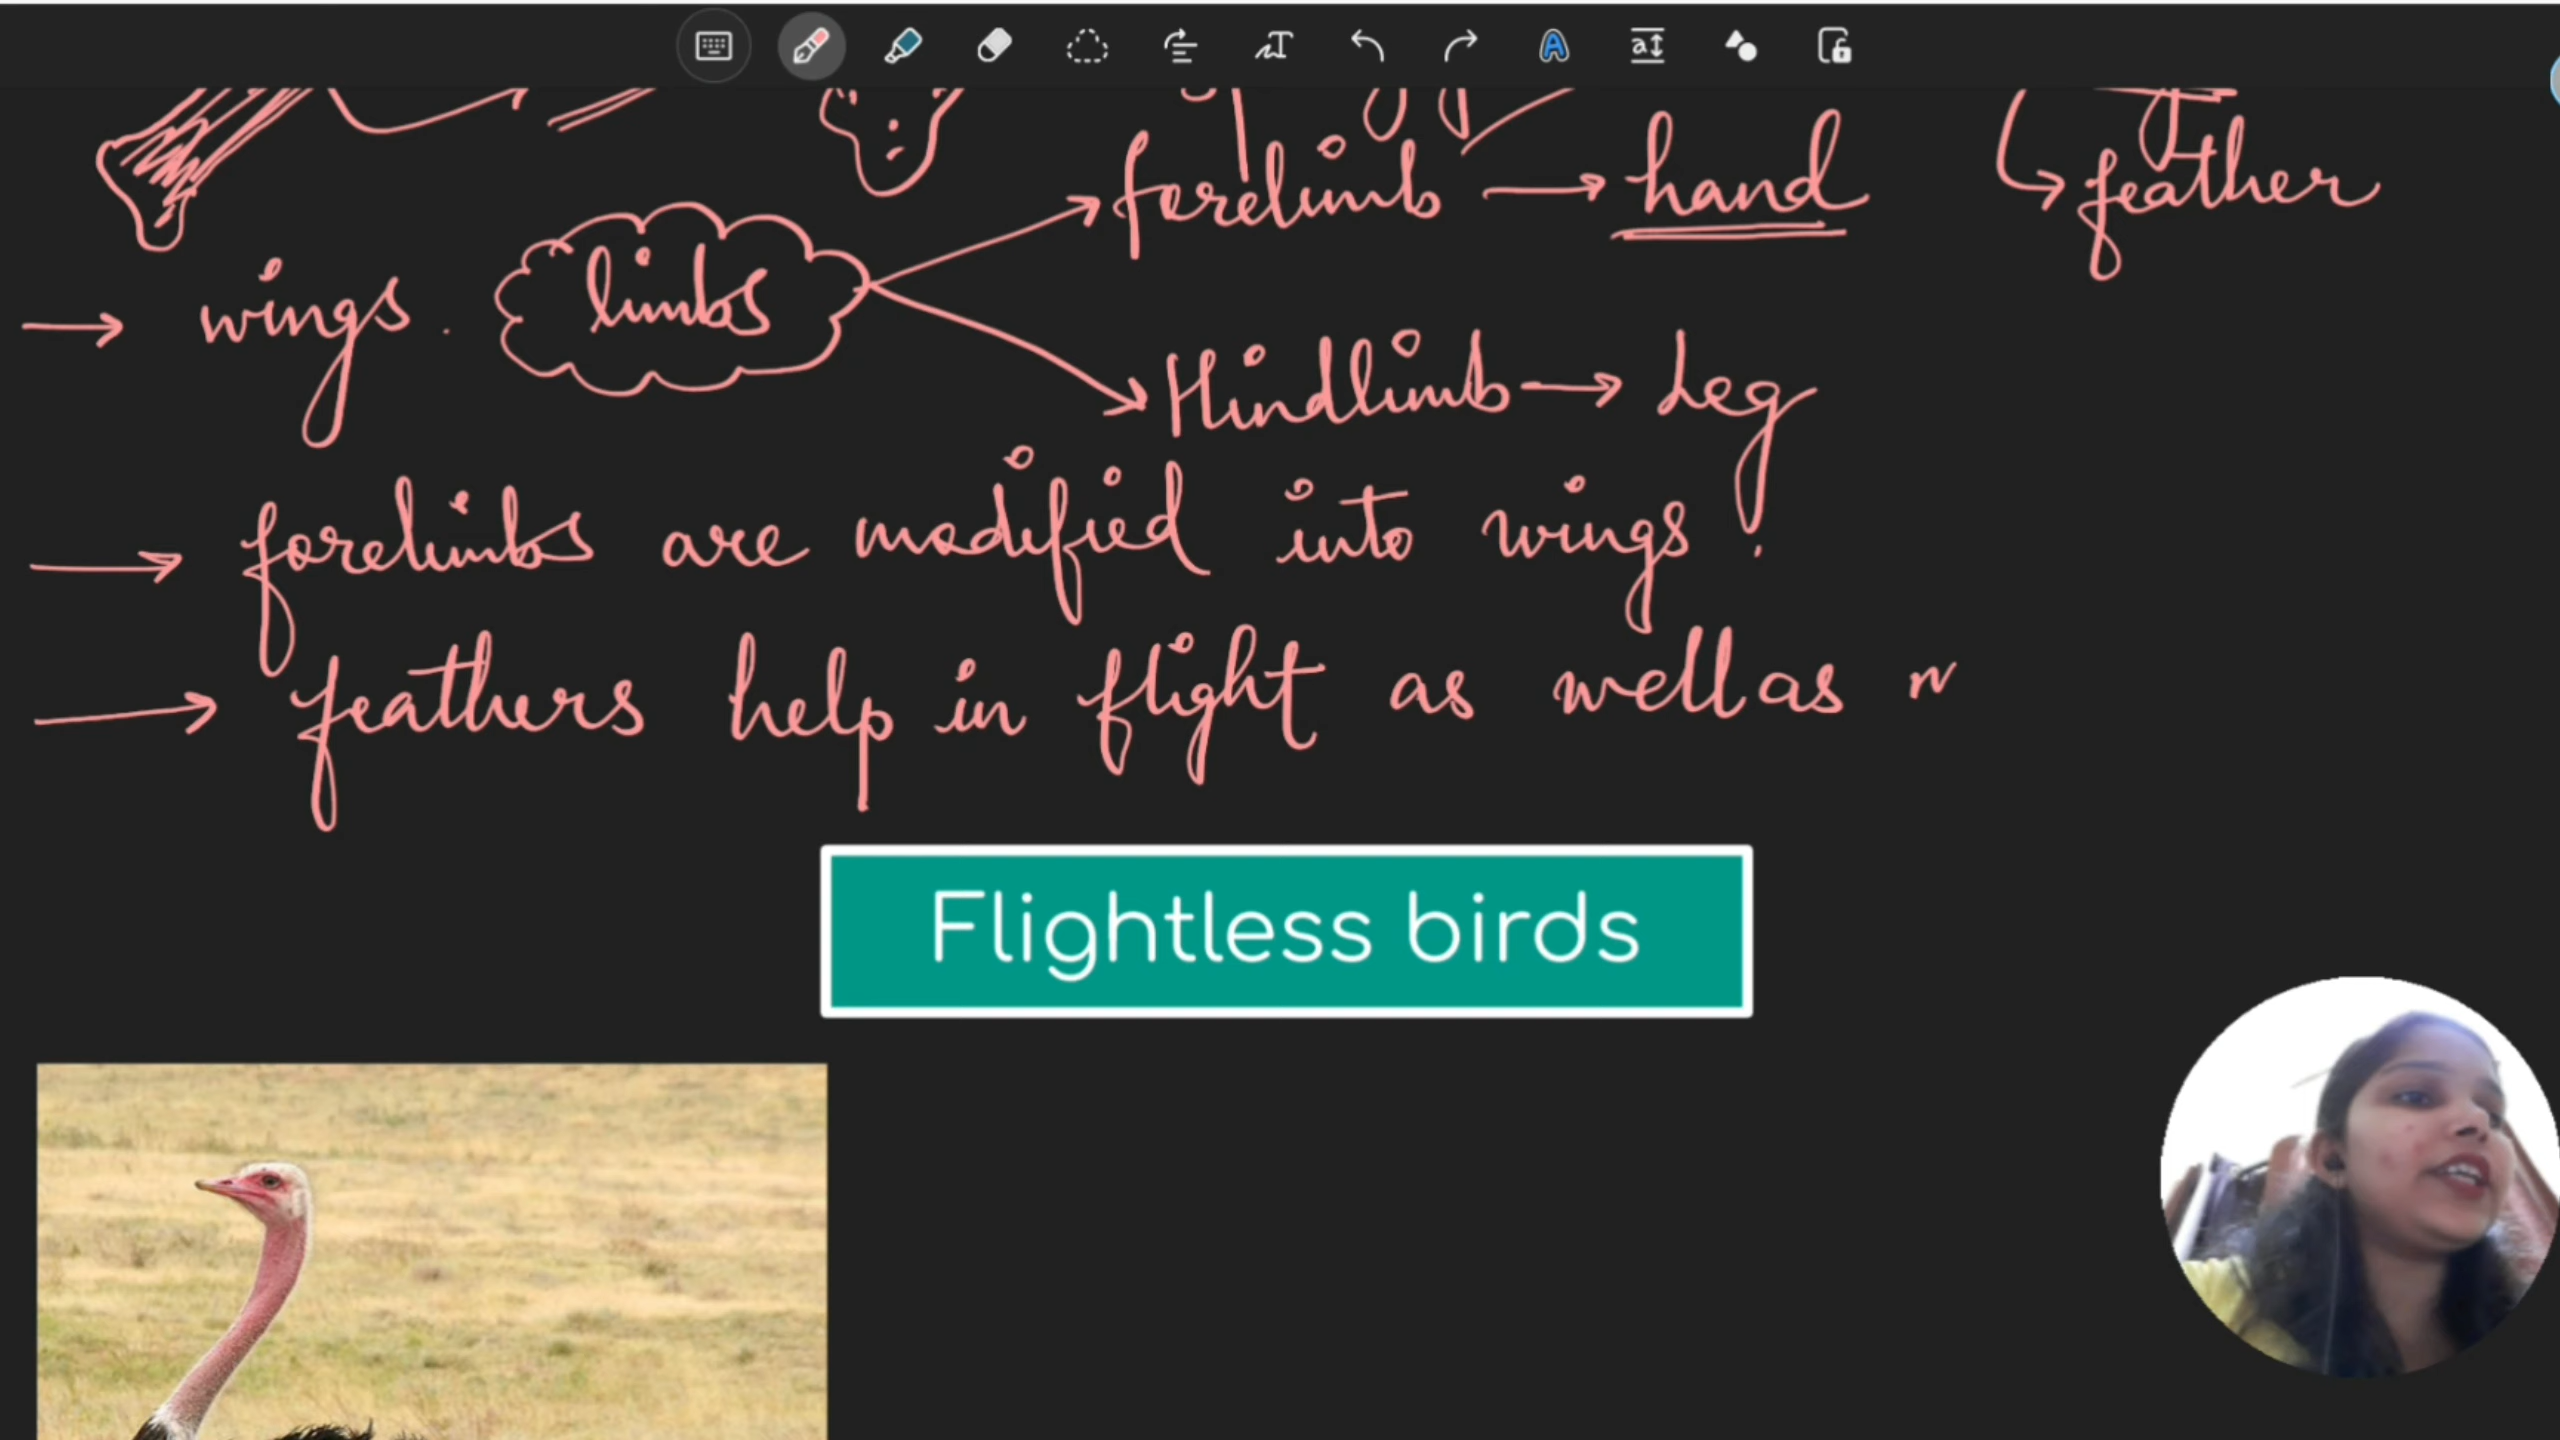 forelimb → hand
feather
→ wings. limbs
Hindlimb → Leg
→ forelimbs are modified into wings.
→ feathers help in flight as well as
Flightless birds